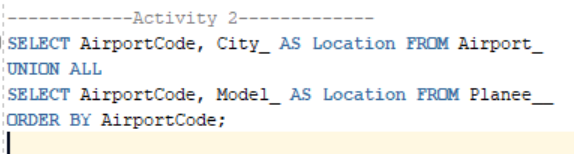 ------------Activity 2-------------
SELECT AirportCode, City_ AS Location FROM Airport_
UNION ALL
SELECT AirportCode, Model_ AS Location FROM Planee__
ORDER BY AirportCode;